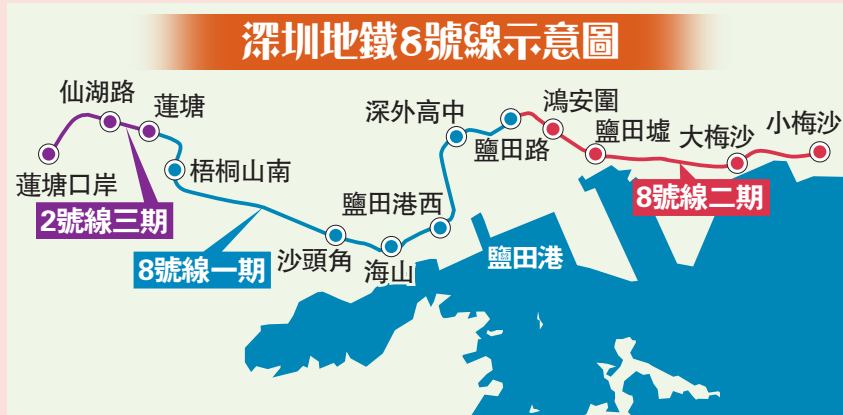 深圳地鐵8號線示意圖
仙湖路
蓮塘
蓮塘口岸
梧桐山南
2號線三期
8號線一期
沙頭角
海山
鹽田港西
深外高中
鹽田路
鴻安圍
鹽田墟
大梅沙
小梅沙
8號線二期
鹽田港